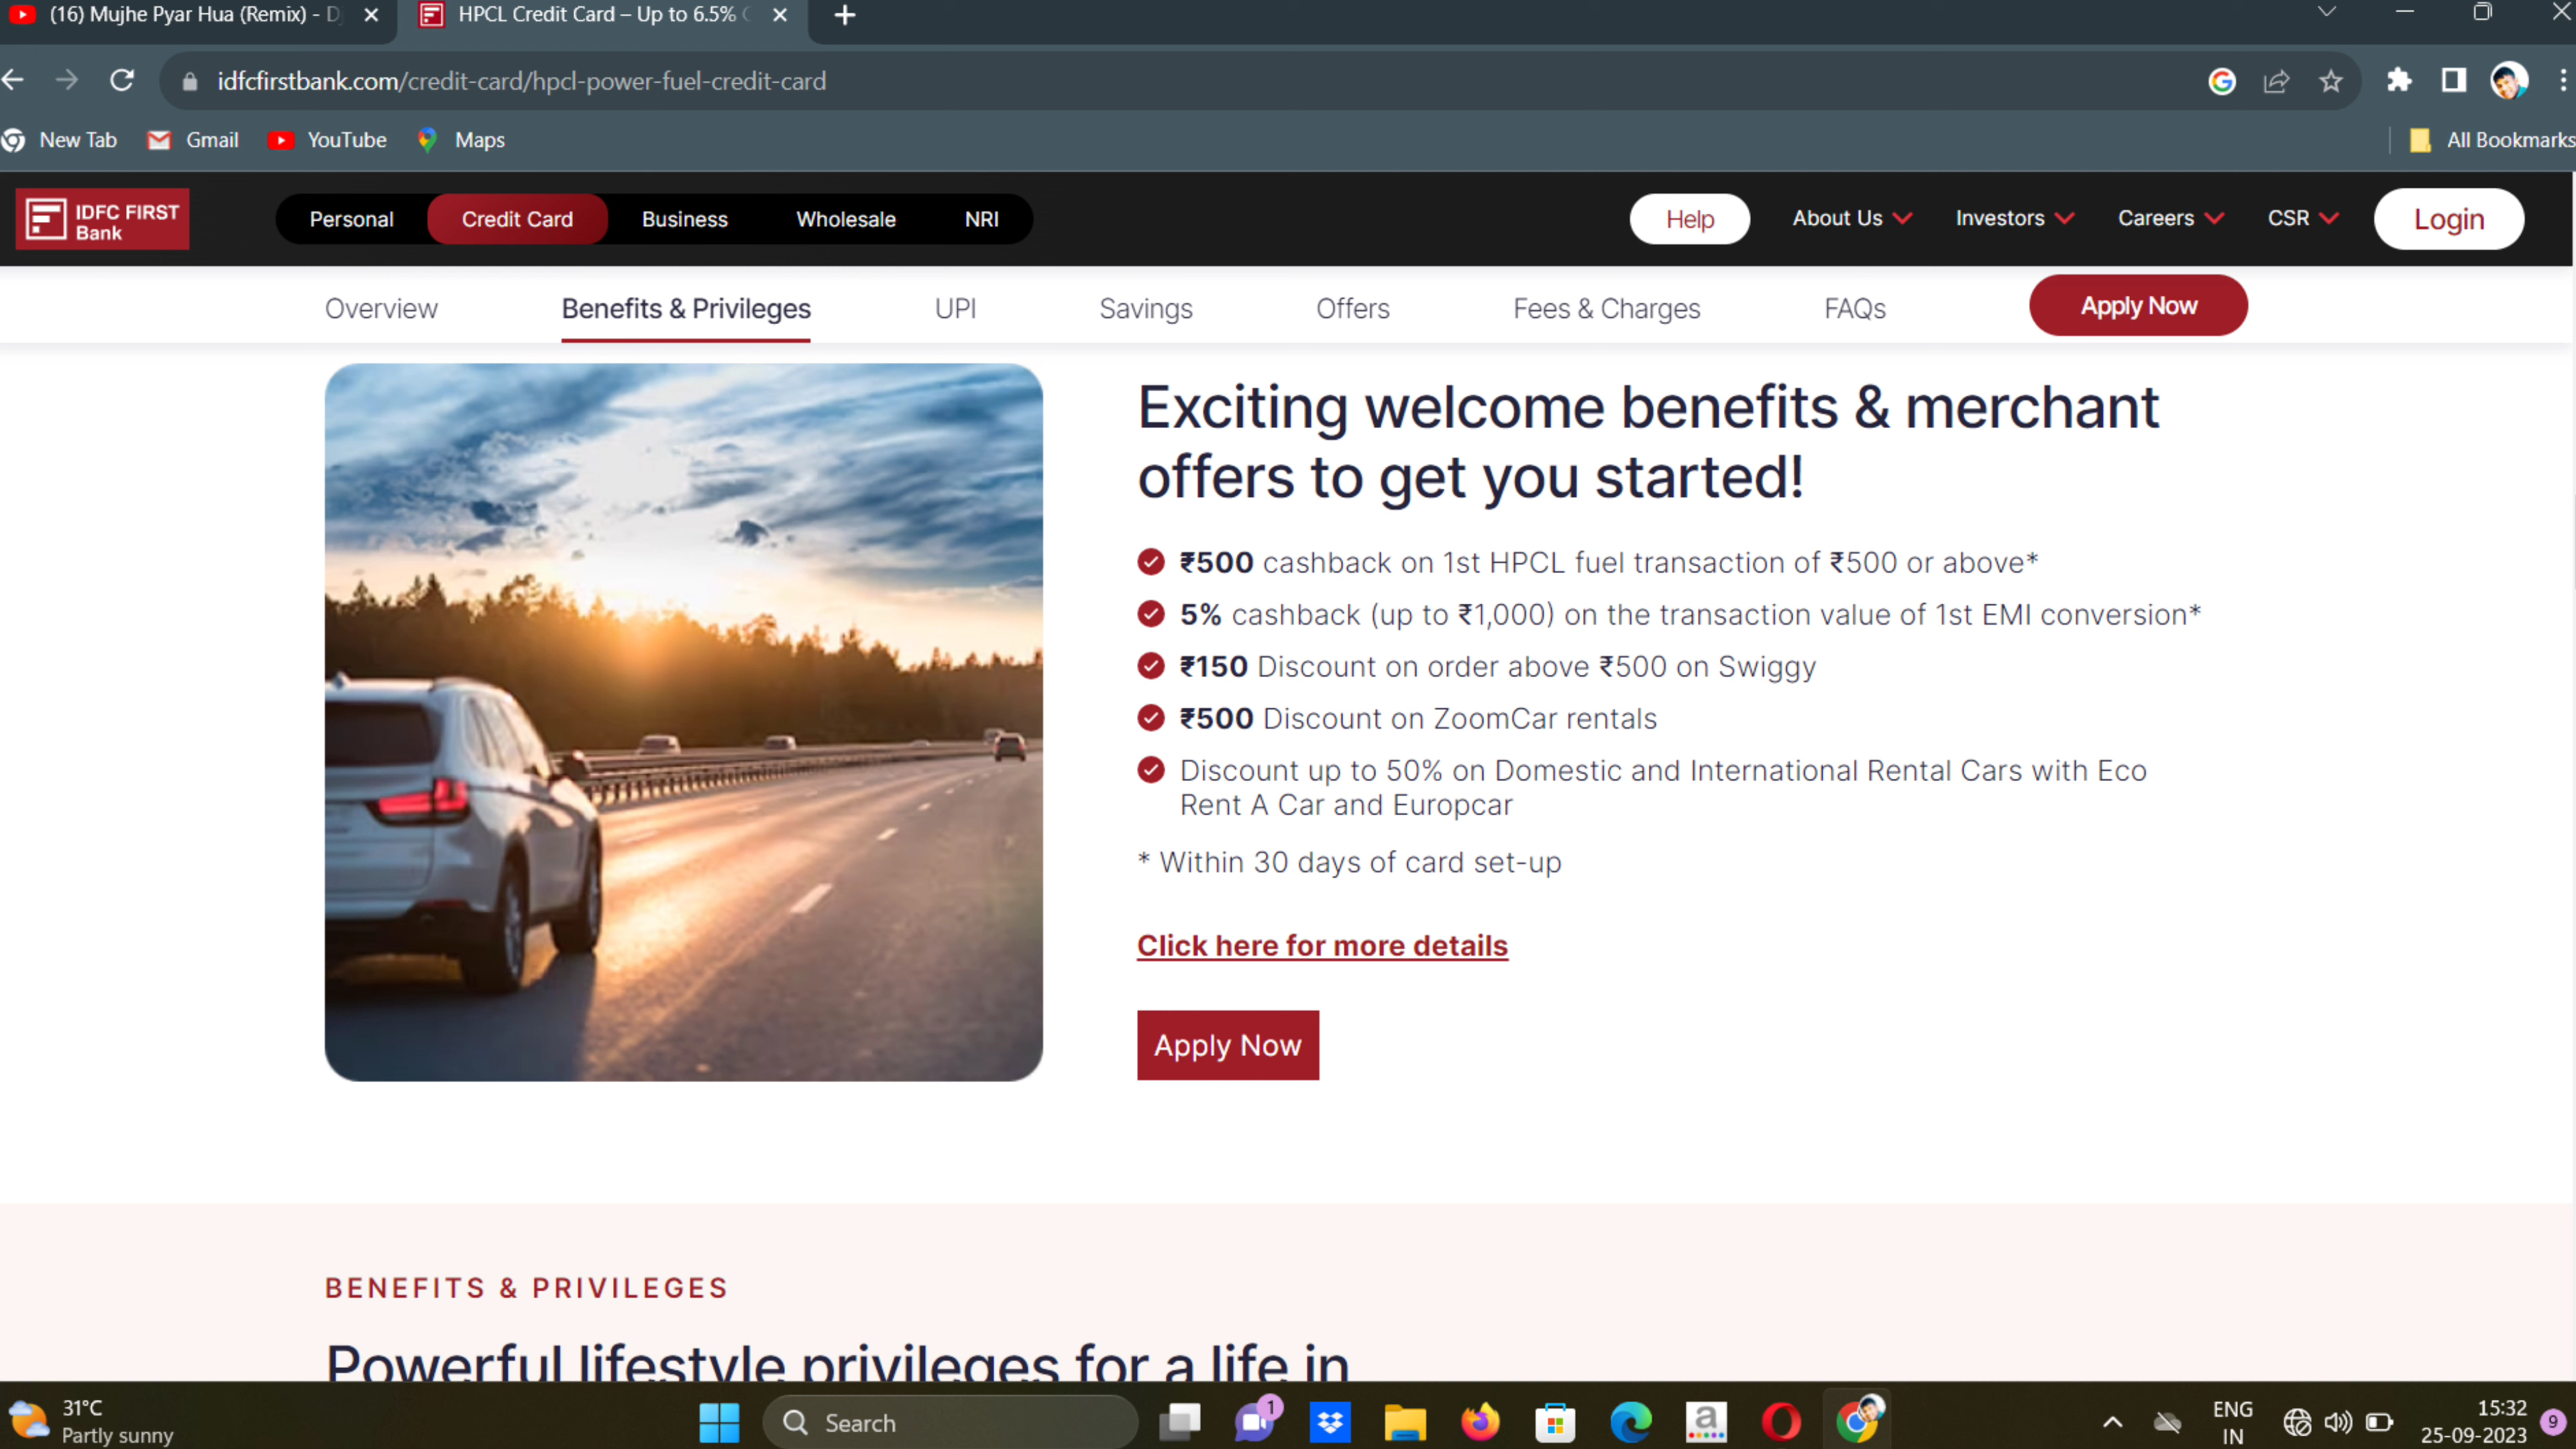 (16) Mujhe Pyar Hua (Remix) - D
HPCL Credit Card – Up to 6.5% C
idfcfirstbank.com/credit-card/hpcl-power-fuel-credit-card
New Tab Gmail YouTube Maps All Bookmarks
IDFC FIRST
Bank
Personal Credit Card Business Wholesale NRI Help About Us Investors Careers CSR Login
Overview Benefits & Privileges UPI Savings Offers Fees & Charges FAQs Apply Now
Exciting welcome benefits & merchant
offers to get you started!
₹500 cashback on 1st HPCL fuel transaction of ₹500 or above*
5% cashback (up to ₹1,000) on the transaction value of 1st EMI conversion*
₹150 Discount on order above ₹500 on Swiggy
₹500 Discount on ZoomCar rentals
Discount up to 50% on Domestic and International Rental Cars with Eco
Rent A Car and Europcar
* Within 30 days of card set-up
Click here for more details
Apply Now
BENEFITS & PRIVILEGES
Powerful lifestyle privileges for a life in
31°C
Partly sunny
Search
1
a
ENG
IN
15:32
25-09-2023
9